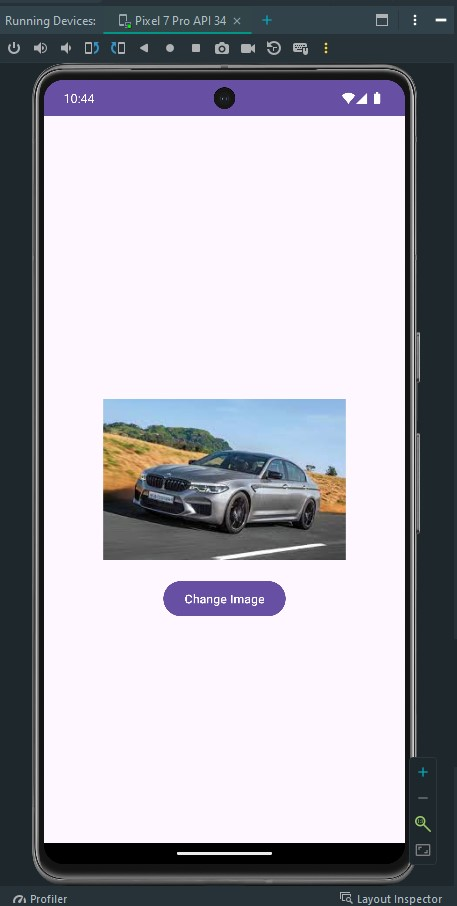 Running Devices: Pixel 7 Pro API 34
10:44
Change Image
Profiler Layout Inspector